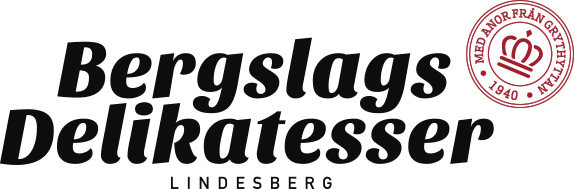 Bergslags
Delikatesser
LINDESBERG
MED ANOR FRÅN GRYTHYTTAN
• 1940 •